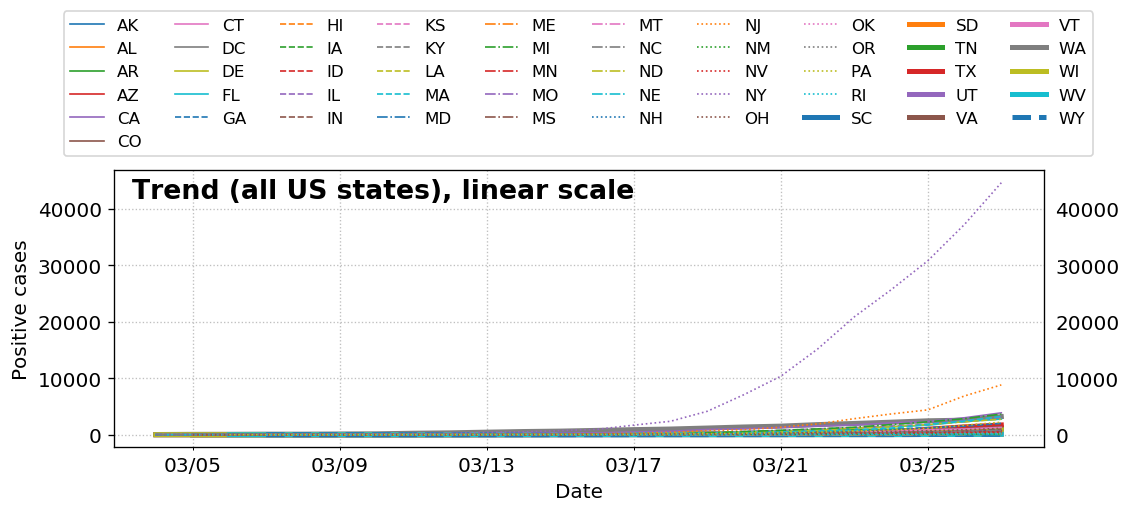 AK CT HI KS ME MT NJ OK SD VT
AL DC IA KY MI NC NM OR TN WA
AR DE ID LA MN ND NV PA TX WI
AZ FL IL MA MO NE NY RI UT WV
CA GA IN MD MS NH OH SC VA WY
CO
Trend (all US states), linear scale
40000 40000
30000 30000
20000 20000
10000 10000
0 0
Positive cases
03/05 03/09 03/13 03/17 03/21 03/25
Date